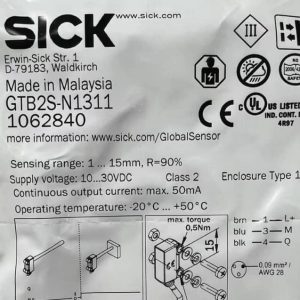 SICK
www.sick.com
Erwin-Sick Str. 1
D-79183, Waldkirch
Made in Malaysia
GTB2S-N1311
1062840
III
UL US LISTED
IND. CONT. EQ.
4R97
more information: www.sick.com/GlobalSensor
Sensing range: 1 ... 15mm, R=90%
Supply voltage: 10...30VDC Class 2 Enclosure Type 1
Continuous output current: max. 50mA
Operating temperature: -20°C ... +50°C
max. torque
0,5Nm
15
brn 1 L+
blu 3 M
blk 4 Q
0.09 mm² /
AWG 28